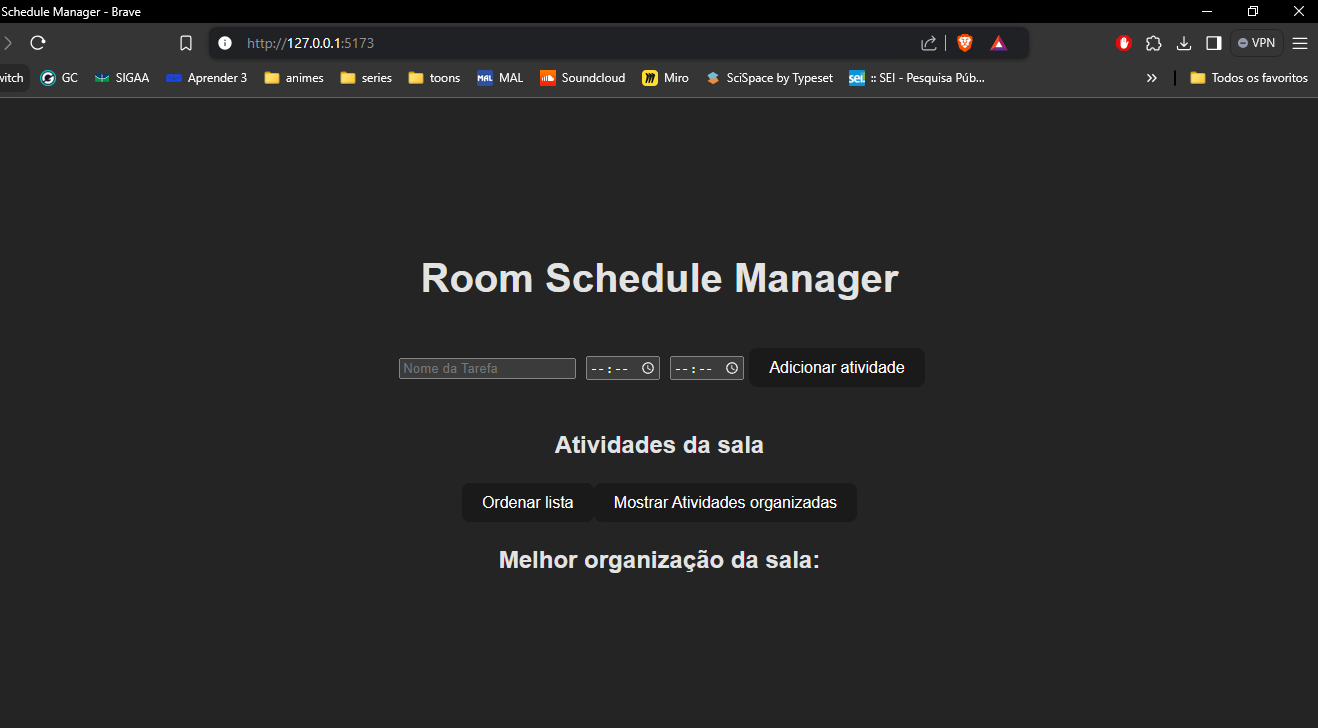 Schedule Manager - Brave
http://127.0.0.1:5173
VPN
witch GC SIGAA Aprender 3 animes series toons MAL MAL Soundcloud Miro SciSpace by Typeset sei. :: SEI - Pesquisa Púb... » Todos os favoritos
Room Schedule Manager
Nome da Tarefa --:-- --:-- Adicionar atividade
Atividades da sala
Ordenar lista Mostrar Atividades organizadas
Melhor organização da sala: